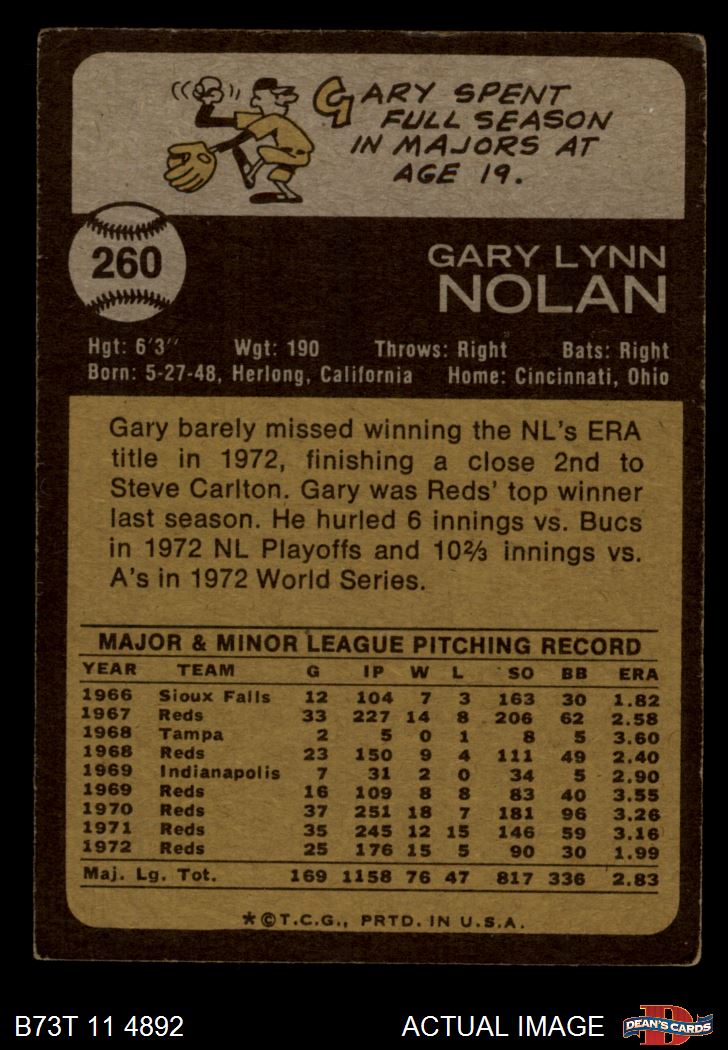 GARY SPENT
FULL SEASON
IN MAJORS AT
AGE 19.
260
GARY LYNN
NOLAN
Hgt: 6'3" Wgt: 190 Throws: Right Bats: Right
Born: 5-27-48, Herlong, California Home: Cincinnati, Ohio
Gary barely missed winning the NL's ERA
title in 1972, finishing a close 2nd to
Steve Carlton. Gary was Reds' top winner
last season. He hurled 6 innings vs. Bucs
in 1972 NL Playoffs and 10⅔ innings vs.
A's in 1972 World Series.
MAJOR & MINOR LEAGUE PITCHING RECORD
YEAR TEAM G IP W L SO BB ERA
1966 Sioux Falls 12 104 7 3 163 30 1.82
1967 Reds 33 227 14 8 206 62 2.58
1968 Tampa 2 5 0 1 8 5 3.60
1968 Reds 23 150 9 4 111 49 2.40
1969 Indianapolis 7 31 2 0 34 5 2.90
1969 Reds 16 109 8 8 83 40 3.55
1970 Reds 37 251 18 7 181 96 3.26
1971 Reds 35 245 12 15 146 59 3.16
1972 Reds 25 176 15 5 90 30 1.99
Maj. Lg. Tot. 169 1158 76 47 817 336 2.83
*©T.C.G., PRTD. IN U.S.A.
B73T 11 4892 ACTUAL IMAGE D DEAN'S CARDS